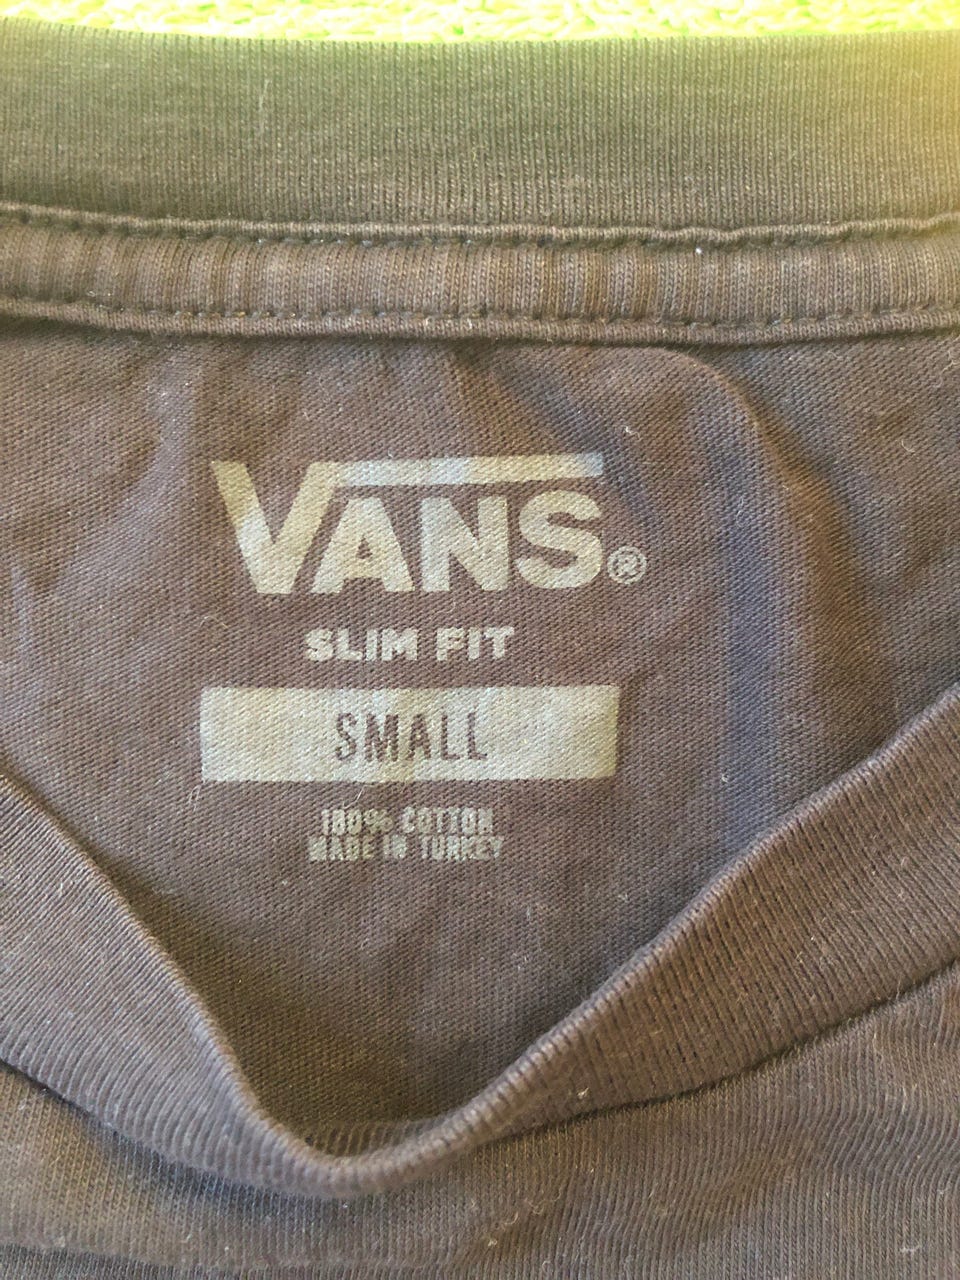 VANS®
SLIM FIT
SMALL
100% COTTON
MADE IN TURKEY